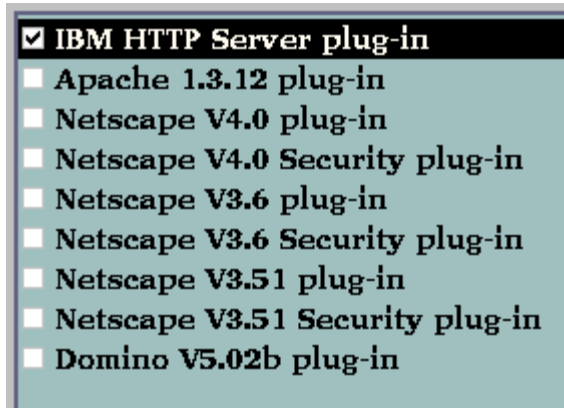 IBM HTTP Server plug-in
Apache 1.3.12 plug-in
Netscape V4.0 plug-in
Netscape V4.0 Security plug-in
Netscape V3.6 plug-in
Netscape V3.6 Security plug-in
Netscape V3.51 plug-in
Netscape V3.51 Security plug-in
Domino V5.02b plug-in